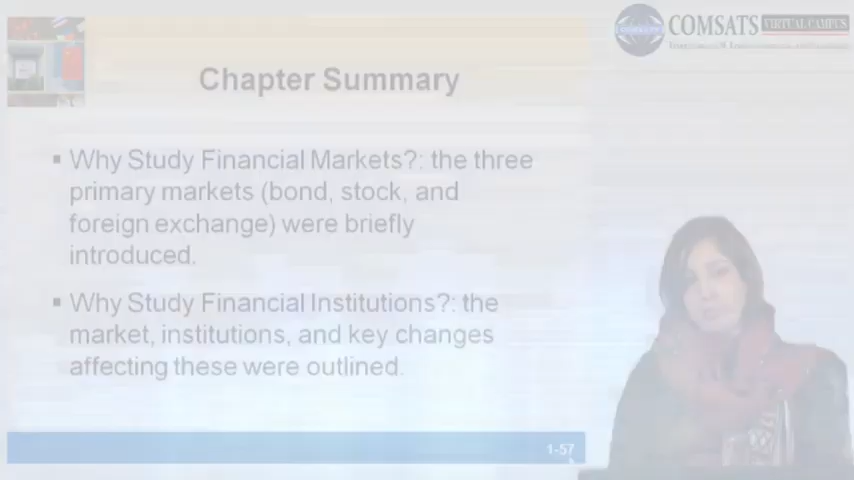 COMSATS VIRTUAL CAMPUS
Chapter Summary
▪ Why Study Financial Markets?: the three
primary markets (bond, stock, and
foreign exchange) were briefly
introduced.
▪ Why Study Financial Institutions?: the
market, institutions, and key changes
affecting these were outlined.
1-57